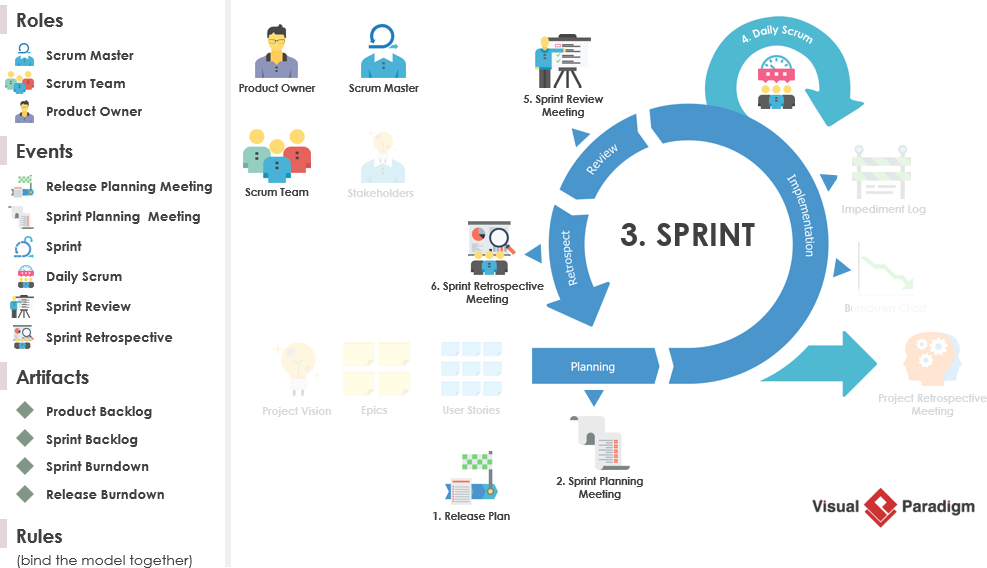 Roles
Scrum Master
Scrum Team
Product Owner
Events
Release Planning Meeting
Sprint Planning Meeting
Sprint
Daily Scrum
Sprint Review
Sprint Retrospective
Artifacts
Product Backlog
Sprint Backlog
Sprint Burndown
Release Burndown
Rules
(bind the model together)
Product Owner
Scrum Master
Scrum Team
Stakeholders
5. Sprint Review
Meeting
4. Daily Scrum
Review
Implementation
Retrospect
3. SPRINT
Impediment Log
6. Sprint Retrospective
Meeting
Burndown Chart
Planning
Project Vision
Epics
User Stories
Project Retrospective
Meeting
2. Sprint Planning
Meeting
1. Release Plan
Visual Paradigm